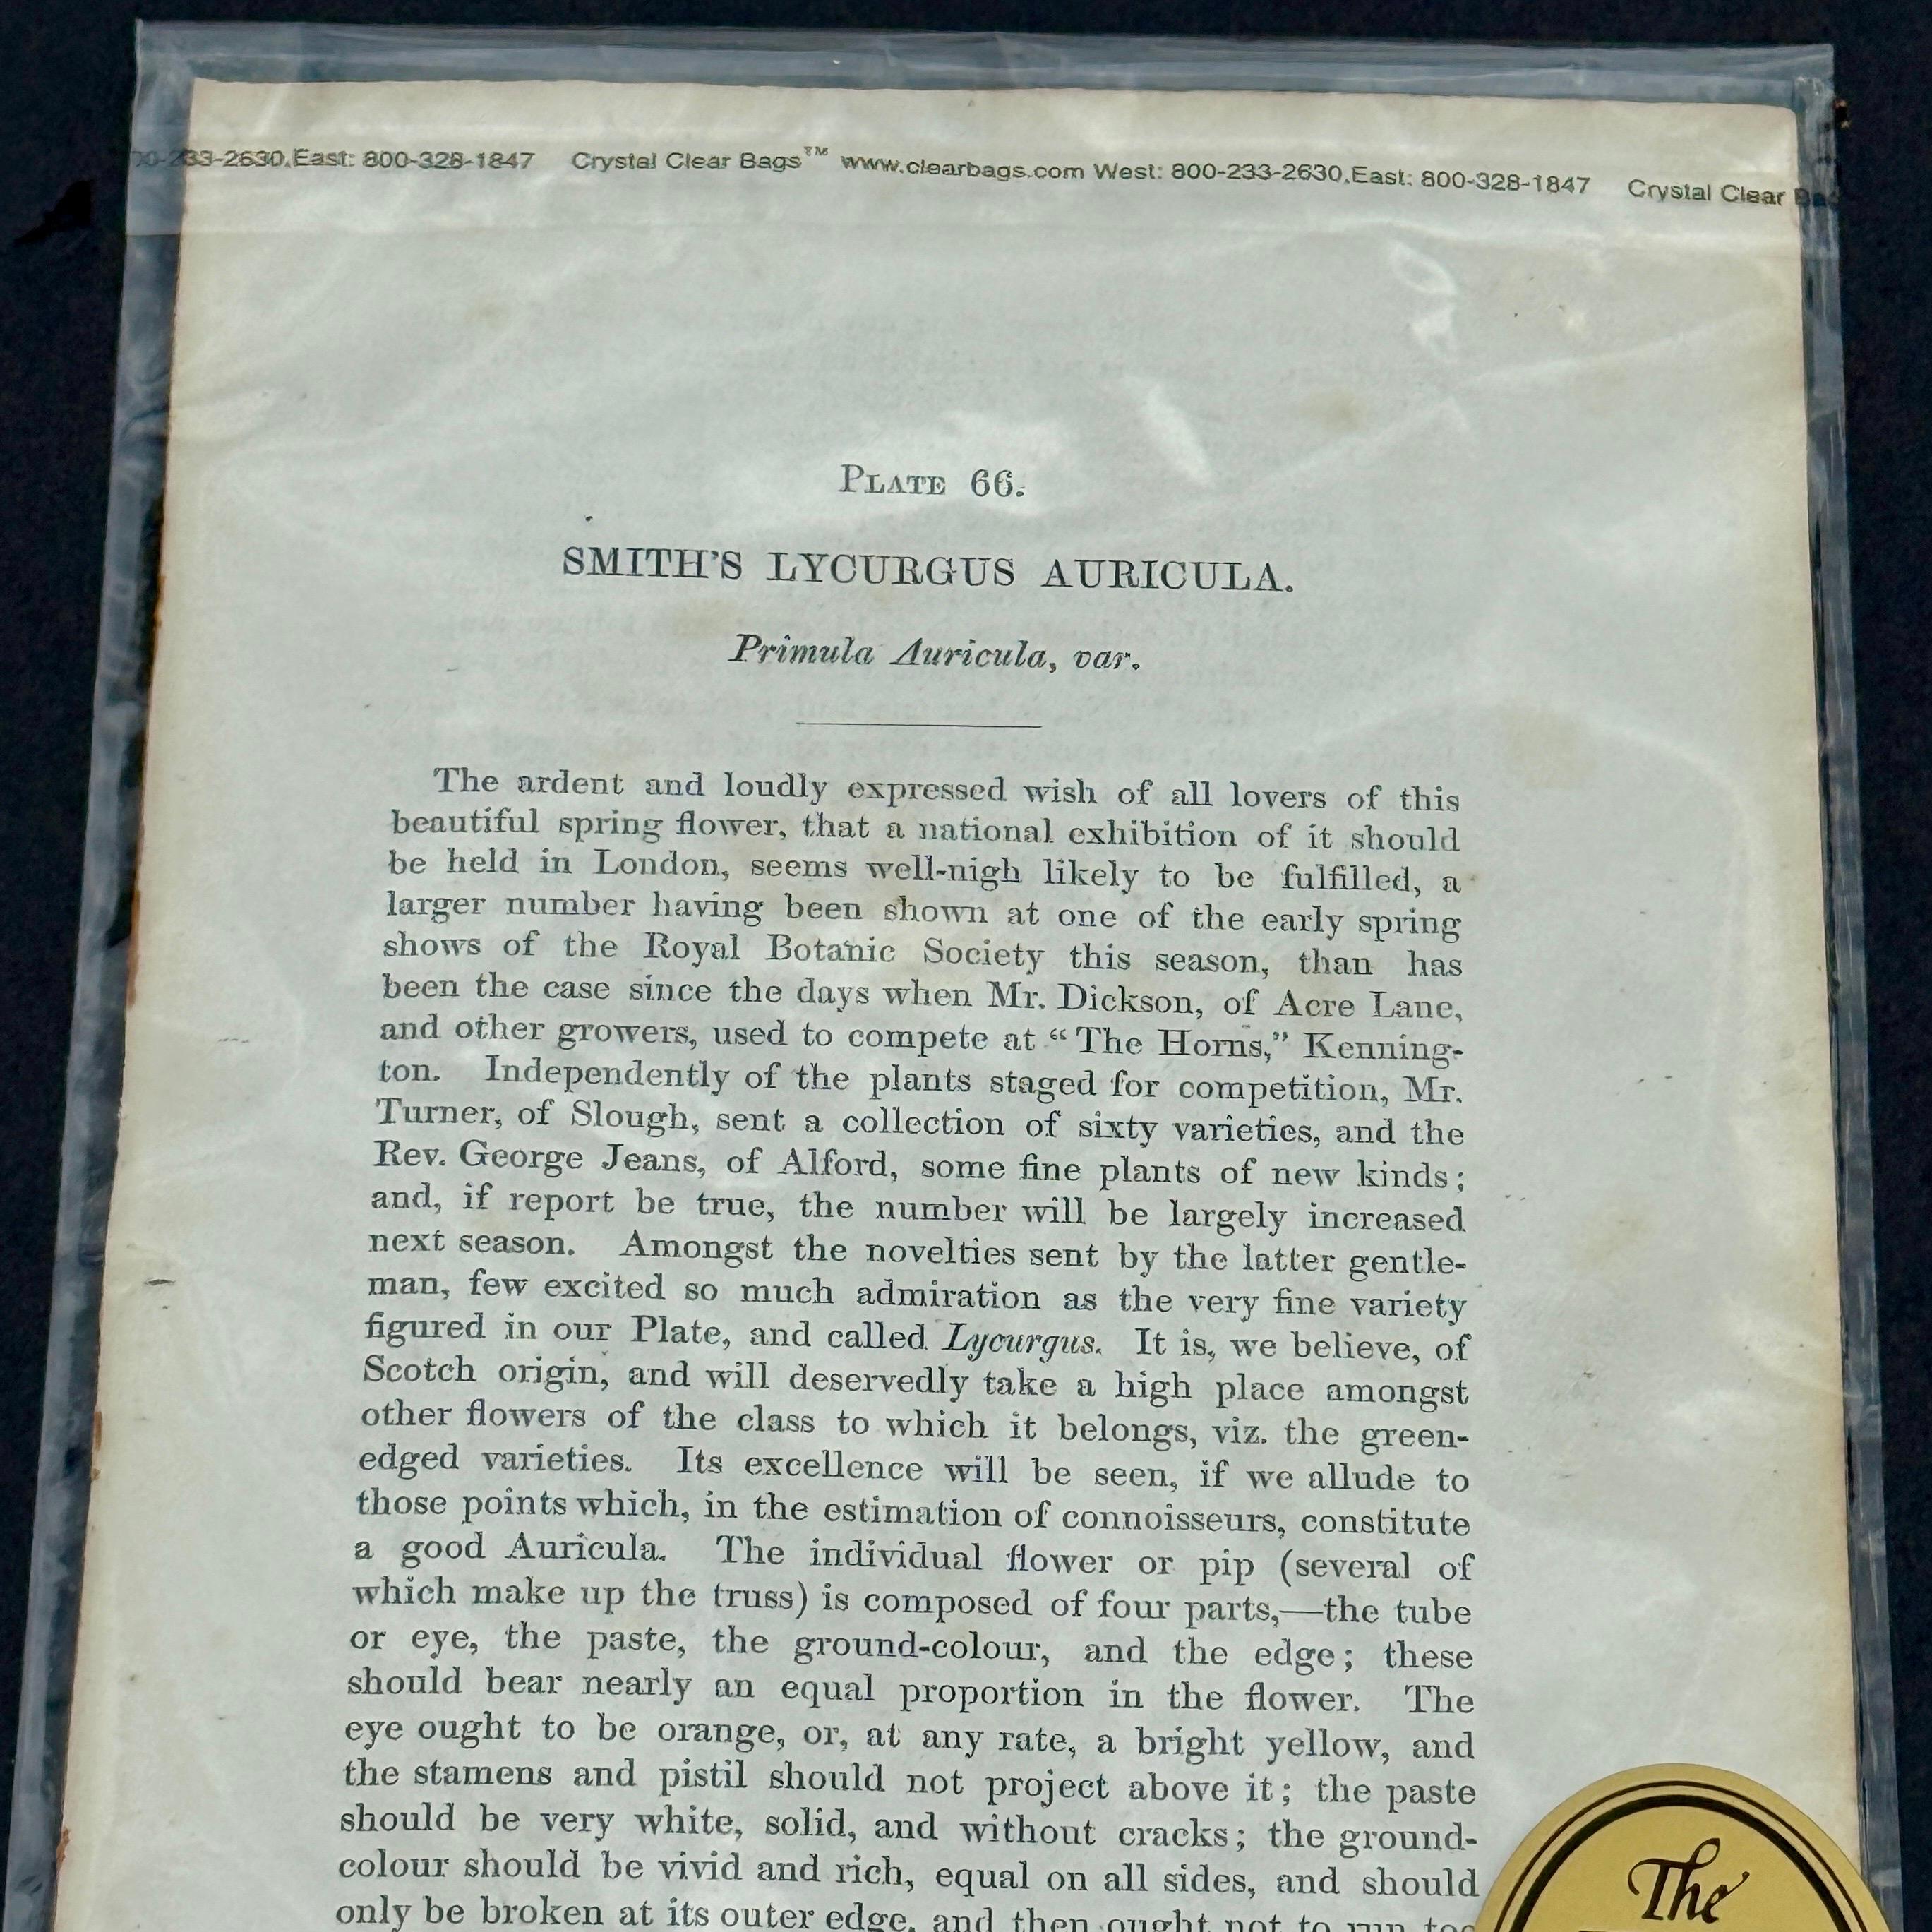 33-2630,East: 800-328-1847 Crystal Clear Bags™ www.clearbags.com West: 800-233-2630,East: 800-328-1847 Crystal Clear
PLATE 66.
SMITH'S LYCURGUS AURICULA.
Primula Auricula, var.
The ardent and loudly expressed wish of all lovers of this
beautiful spring flower, that a national exhibition of it should
be held in London, seems well-nigh likely to be fulfilled, a
larger number having been shown at one of the early spring
shows of the Royal Botanic Society this season, than has
been the case since the days when Mr. Dickson, of Acre Lane,
and other growers, used to compete at “The Horns,” Kenning-
ton. Independently of the plants staged for competition, Mr.
Turner, of Slough, sent a collection of sixty varieties, and the
Rev. George Jeans, of Alford, some fine plants of new kinds;
and, if report be true, the number will be largely increased
next season. Amongst the novelties sent by the latter gentle-
man, few excited so much admiration as the very fine variety
figured in our Plate, and called Lycurgus. It is, we believe, of
Scotch origin, and will deservedly take a high place amongst
other flowers of the class to which it belongs, viz. the green-
edged varieties. Its excellence will be seen, if we allude to
those points which, in the estimation of connoisseurs, constitute
a good Auricula. The individual flower or pip (several of
which make up the truss) is composed of four parts,—the tube
or eye, the paste, the ground-colour, and the edge; these
should bear nearly an equal proportion in the flower. The
eye ought to be orange, or, at any rate, a bright yellow, and
the stamens and pistil should not project above it; the paste
should be very white, solid, and without cracks; the ground-
colour should be vivid and rich, equal on all sides, and should
only be broken at its outer edge, and then ought not to run too
The